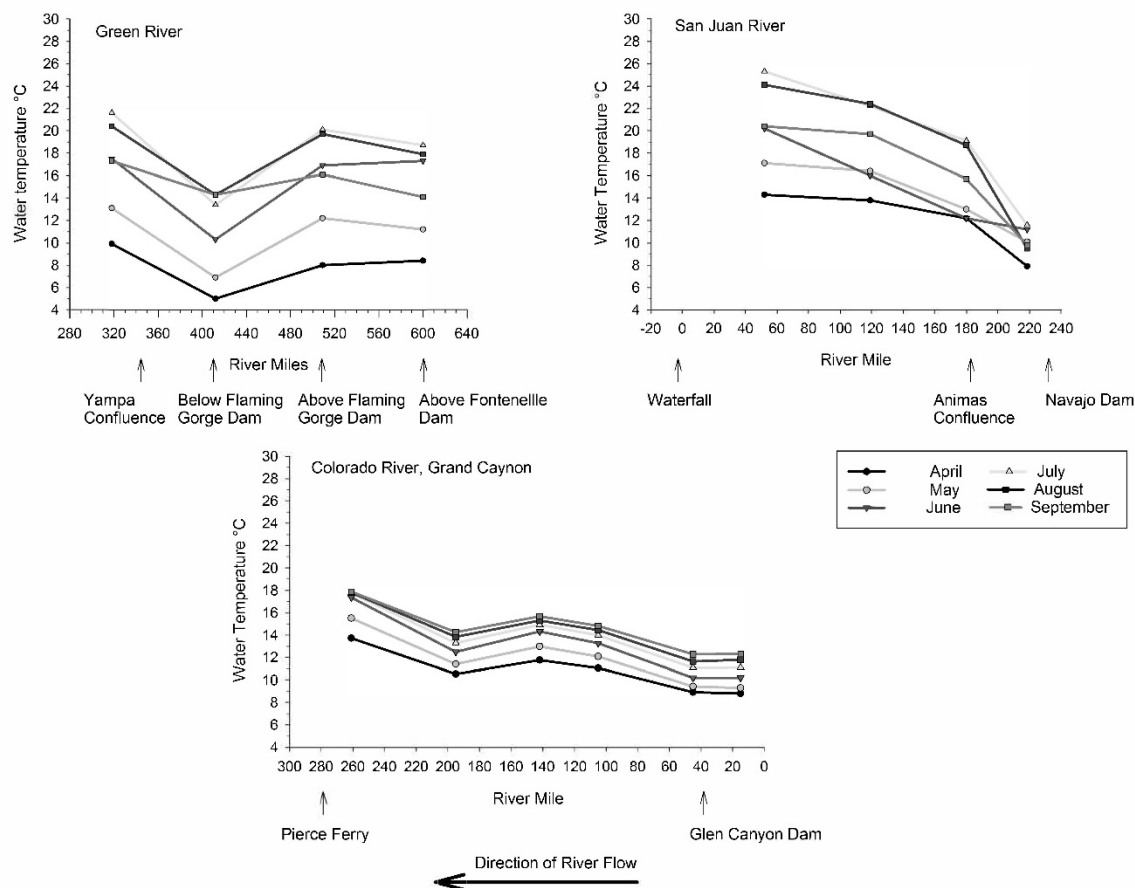 Green River
Water temperature °C
30
28
26
24
22
20
18
16
14
12
10
8
6
4
280 320 360 400 440 480 520 560 600 640
River Miles
Yampa
Confluence
Below Flaming
Gorge Dam
Above Flaming
Gorge Dam
Above Fontenellle
Dam
San Juan River
Water Temperature °C
30
28
26
24
22
20
18
16
14
12
10
8
6
4
-20 0 20 40 60 80 100 120 140 160 180 200 220 240
River Mile
Waterfall
Animas
Confluence
Navajo Dam
Colorado River, Grand Caynon
Water Temperature °C
30
28
26
24
22
20
18
16
14
12
10
8
6
4
300 280 260 240 220 200 180 160 140 120 100 80 60 40 20 0
River Mile
Pierce Ferry
Glen Canyon Dam
April
May
June
July
August
September
Direction of River Flow